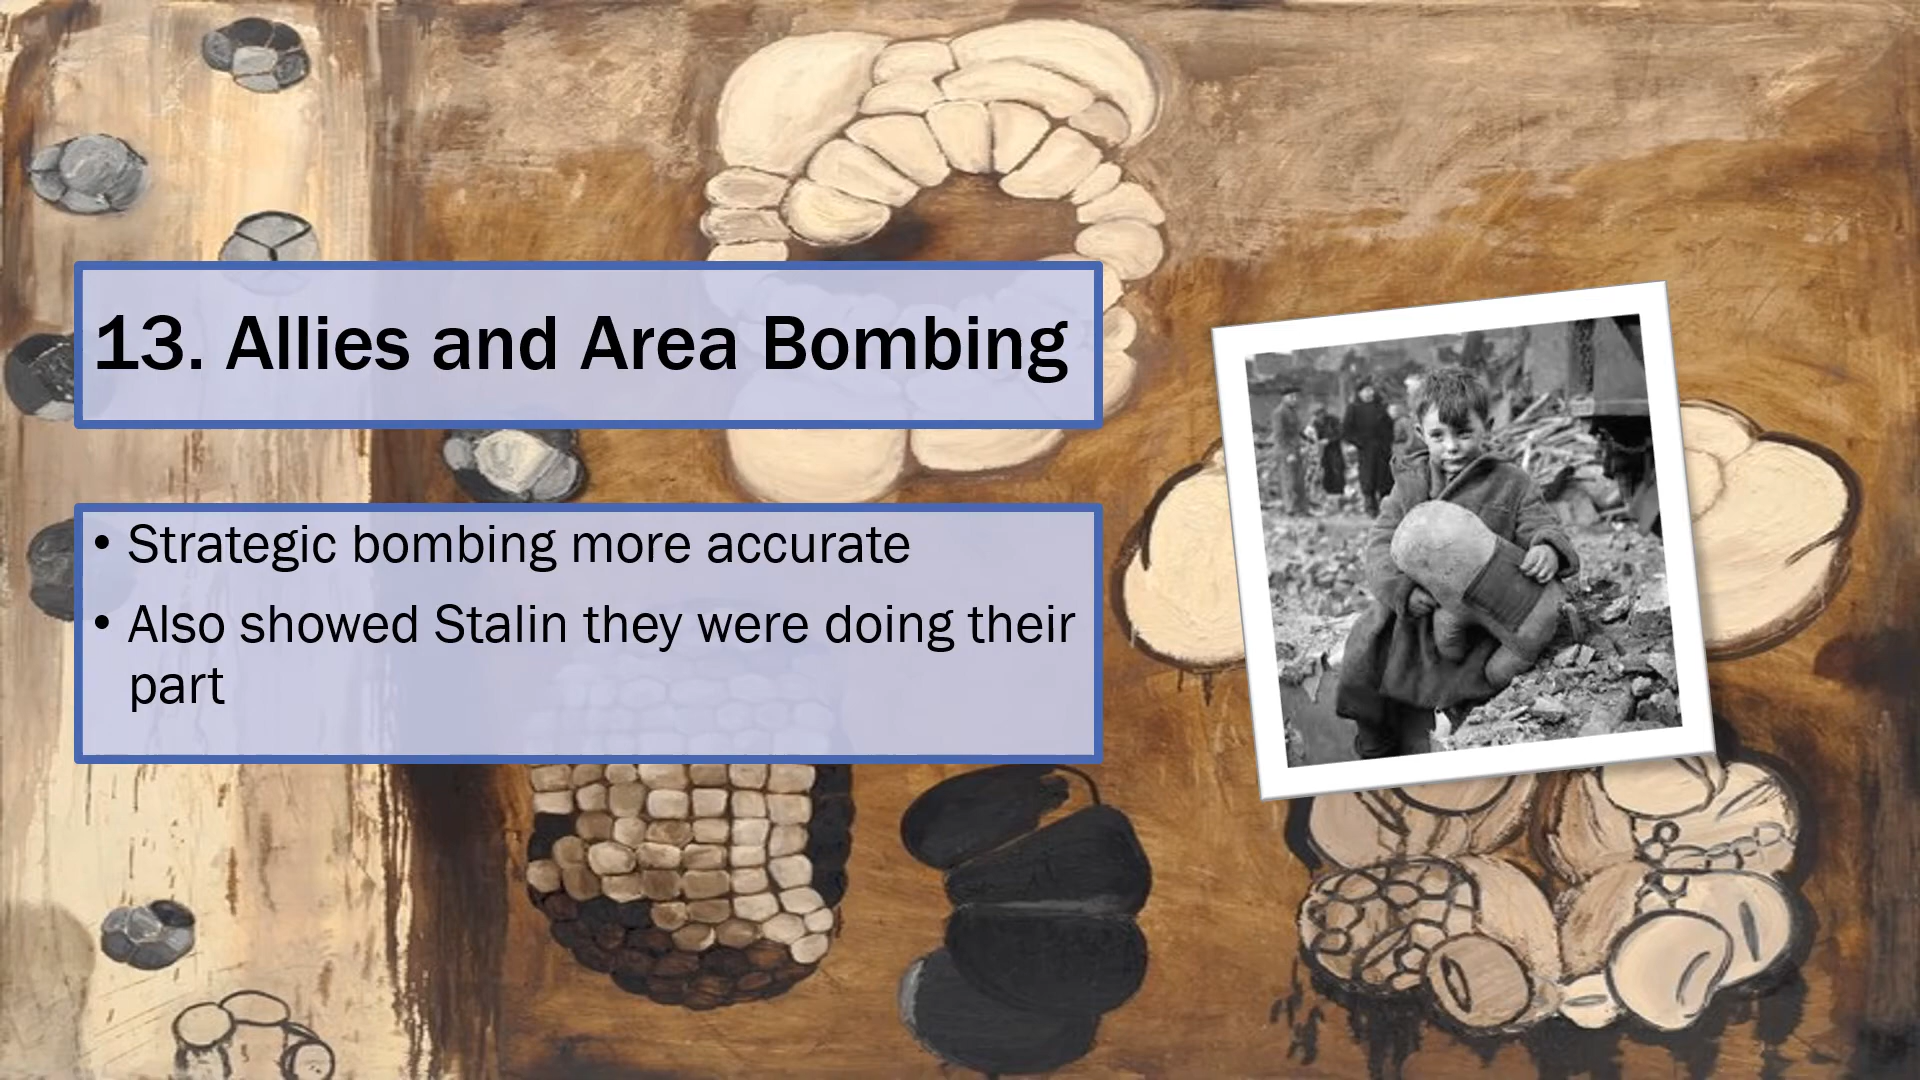 13. Allies and Area Bombing
• Strategic bombing more accurate
• Also showed Stalin they were doing their
part